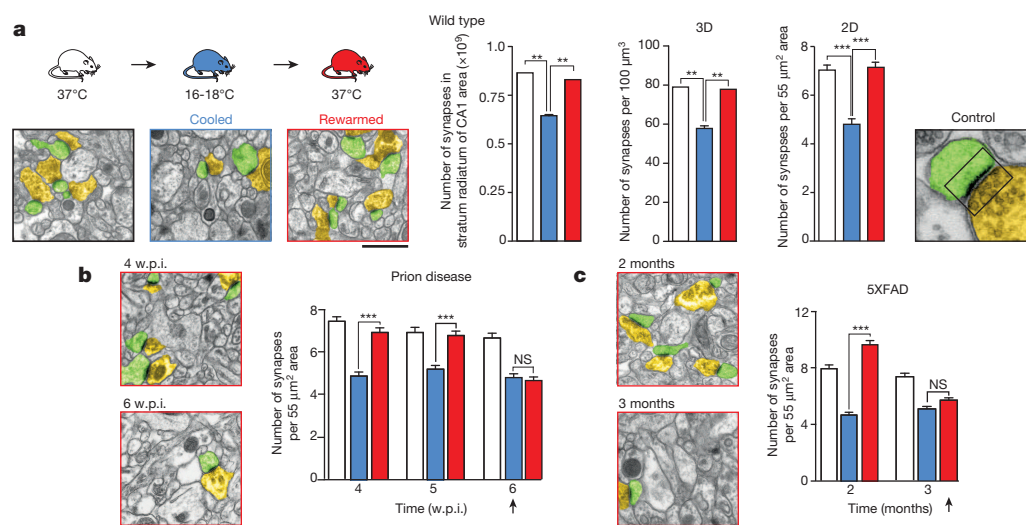 a
37°C
16-18°C
37°C
Cooled
Rewarmed
Wild type
Number of synapses in
stratum radiatum of CA1 area (×10⁹)
1.0
0.75
0.5
0.25
0
**
**
3D
Number of synapses per 100 μm³
100
80
60
40
20
0
**
**
2D
Number of synspses per 55 μm² area
8
6
4
2
0
***
***
Control
b
4 w.p.i.
6 w.p.i.
Prion disease
Number of synapses
per 55 μm² area
8
6
4
2
0
***
***
NS
4
5
6
Time (w.p.i.)
c
2 months
3 months
5XFAD
Number of synapses
per 55 μm² area
12
8
4
0
***
NS
2
3
Time (months)